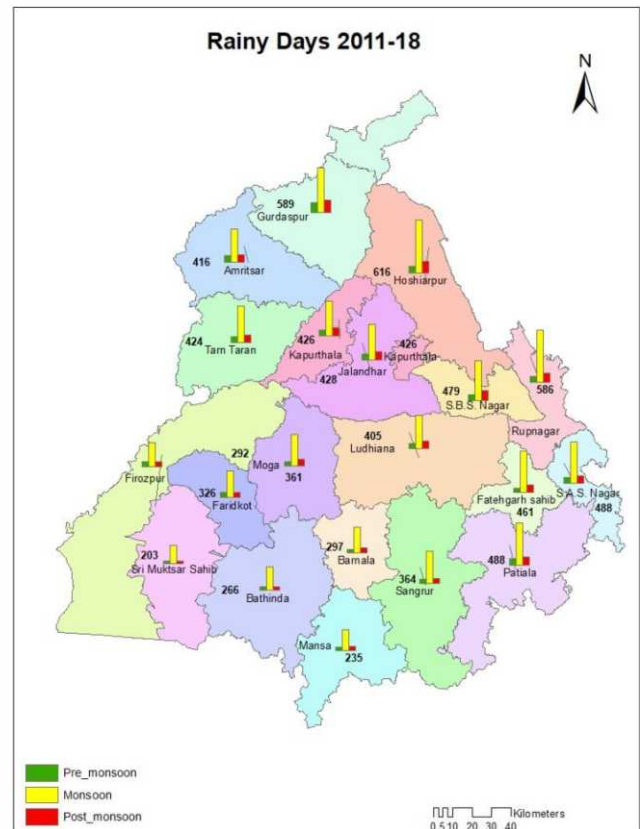 Rainy Days 2011-18
N
589
Gurdaspur
416
Amritsar
616
Hoshiarpur
424
Tarn Taran
426
Kapurthala
426
Kapurthala
Jalandhar
428
479
S.B.S. Nagar
586
Rupnagar
292
Firozpur
Moga
361
405
Ludhiana
326
Faridkot
Fatehgarh sahib
461
S.A.S. Nagar
488
203
Sri Muktsar Sahib
266
Bathinda
297
Barnala
364
Sangrur
488
Patiala
Mansa
235
Pre_monsoon
Monsoon
Post_monsoon
Kilometers
0 5 10 20 30 40